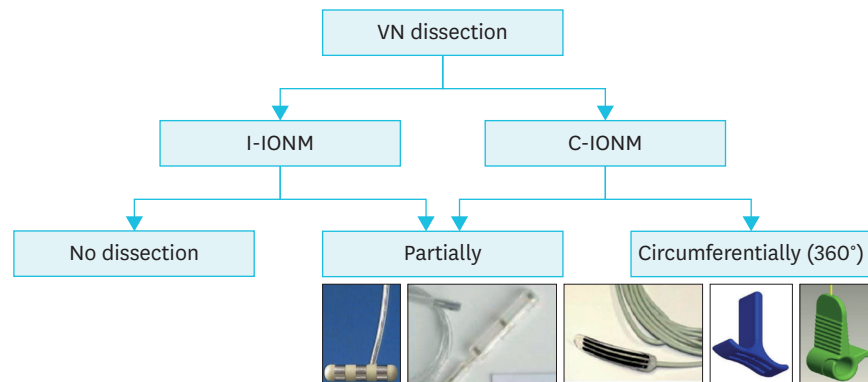 VN dissection
I-IONM
C-IONM
No dissection
Partially
Circumferentially (360°)